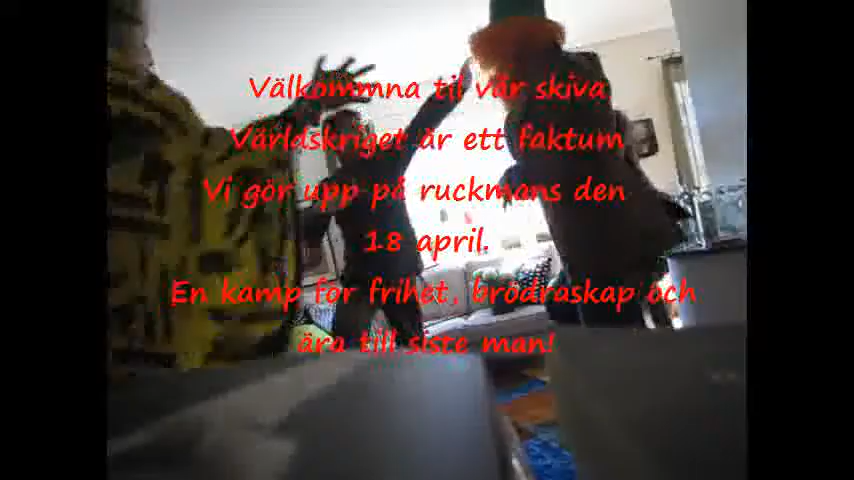 Välkommna til vår skiva
Världskriget är ett faktum
Vi gör upp på ruckmans den
18 april.
En kamp för frihet, brödraskap och
ära till siste man!